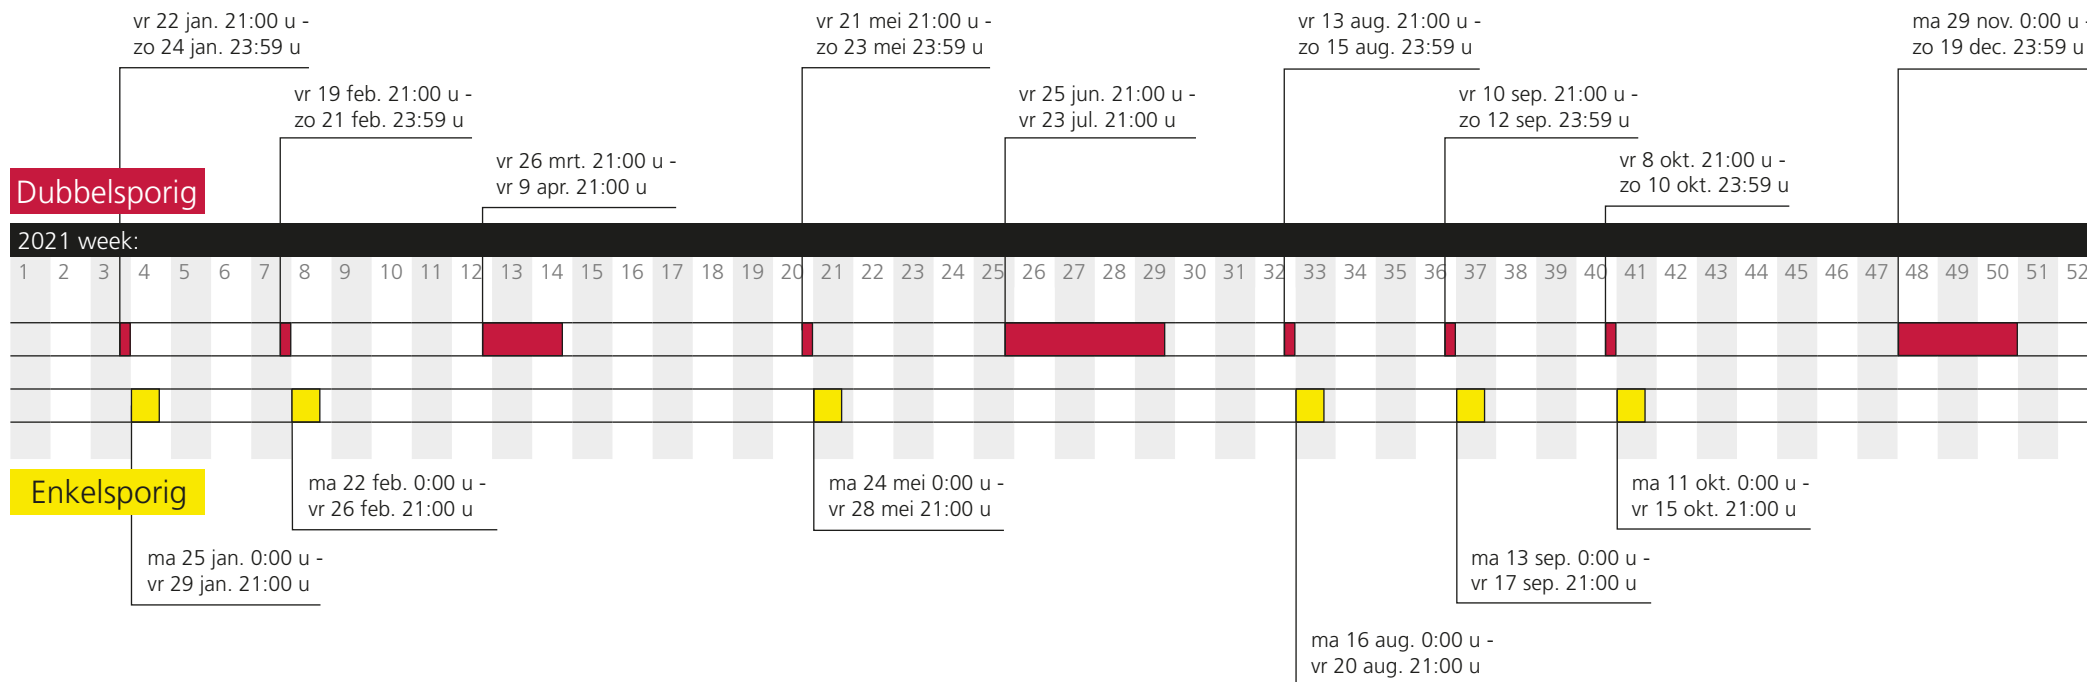 vr 22 jan. 21:00 u -
zo 24 jan. 23:59 u
vr 21 mei 21:00 u -
zo 23 mei 23:59 u
vr 13 aug. 21:00 u -
zo 15 aug. 23:59 u
ma 29 nov. 0:00 u -
zo 19 dec. 23:59 u
vr 19 feb. 21:00 u -
zo 21 feb. 23:59 u
vr 25 jun. 21:00 u -
vr 23 jul. 21:00 u
vr 10 sep. 21:00 u -
zo 12 sep. 23:59 u
vr 26 mrt. 21:00 u -
vr 9 apr. 21:00 u
vr 8 okt. 21:00 u -
zo 10 okt. 23:59 u
Dubbelsporig
2021 week:
1 2 3 4 5 6 7 8 9 10 11 12 13 14 15 16 17 18 19 20 21 22 23 24 25 26 27 28 29 30 31 32 33 34 35 36 37 38 39 40 41 42 43 44 45 46 47 48 49 50 51 52
Enkelsporig
ma 22 feb. 0:00 u -
vr 26 feb. 21:00 u
ma 24 mei 0:00 u -
vr 28 mei 21:00 u
ma 11 okt. 0:00 u -
vr 15 okt. 21:00 u
ma 25 jan. 0:00 u -
vr 29 jan. 21:00 u
ma 13 sep. 0:00 u -
vr 17 sep. 21:00 u
ma 16 aug. 0:00 u -
vr 20 aug. 21:00 u